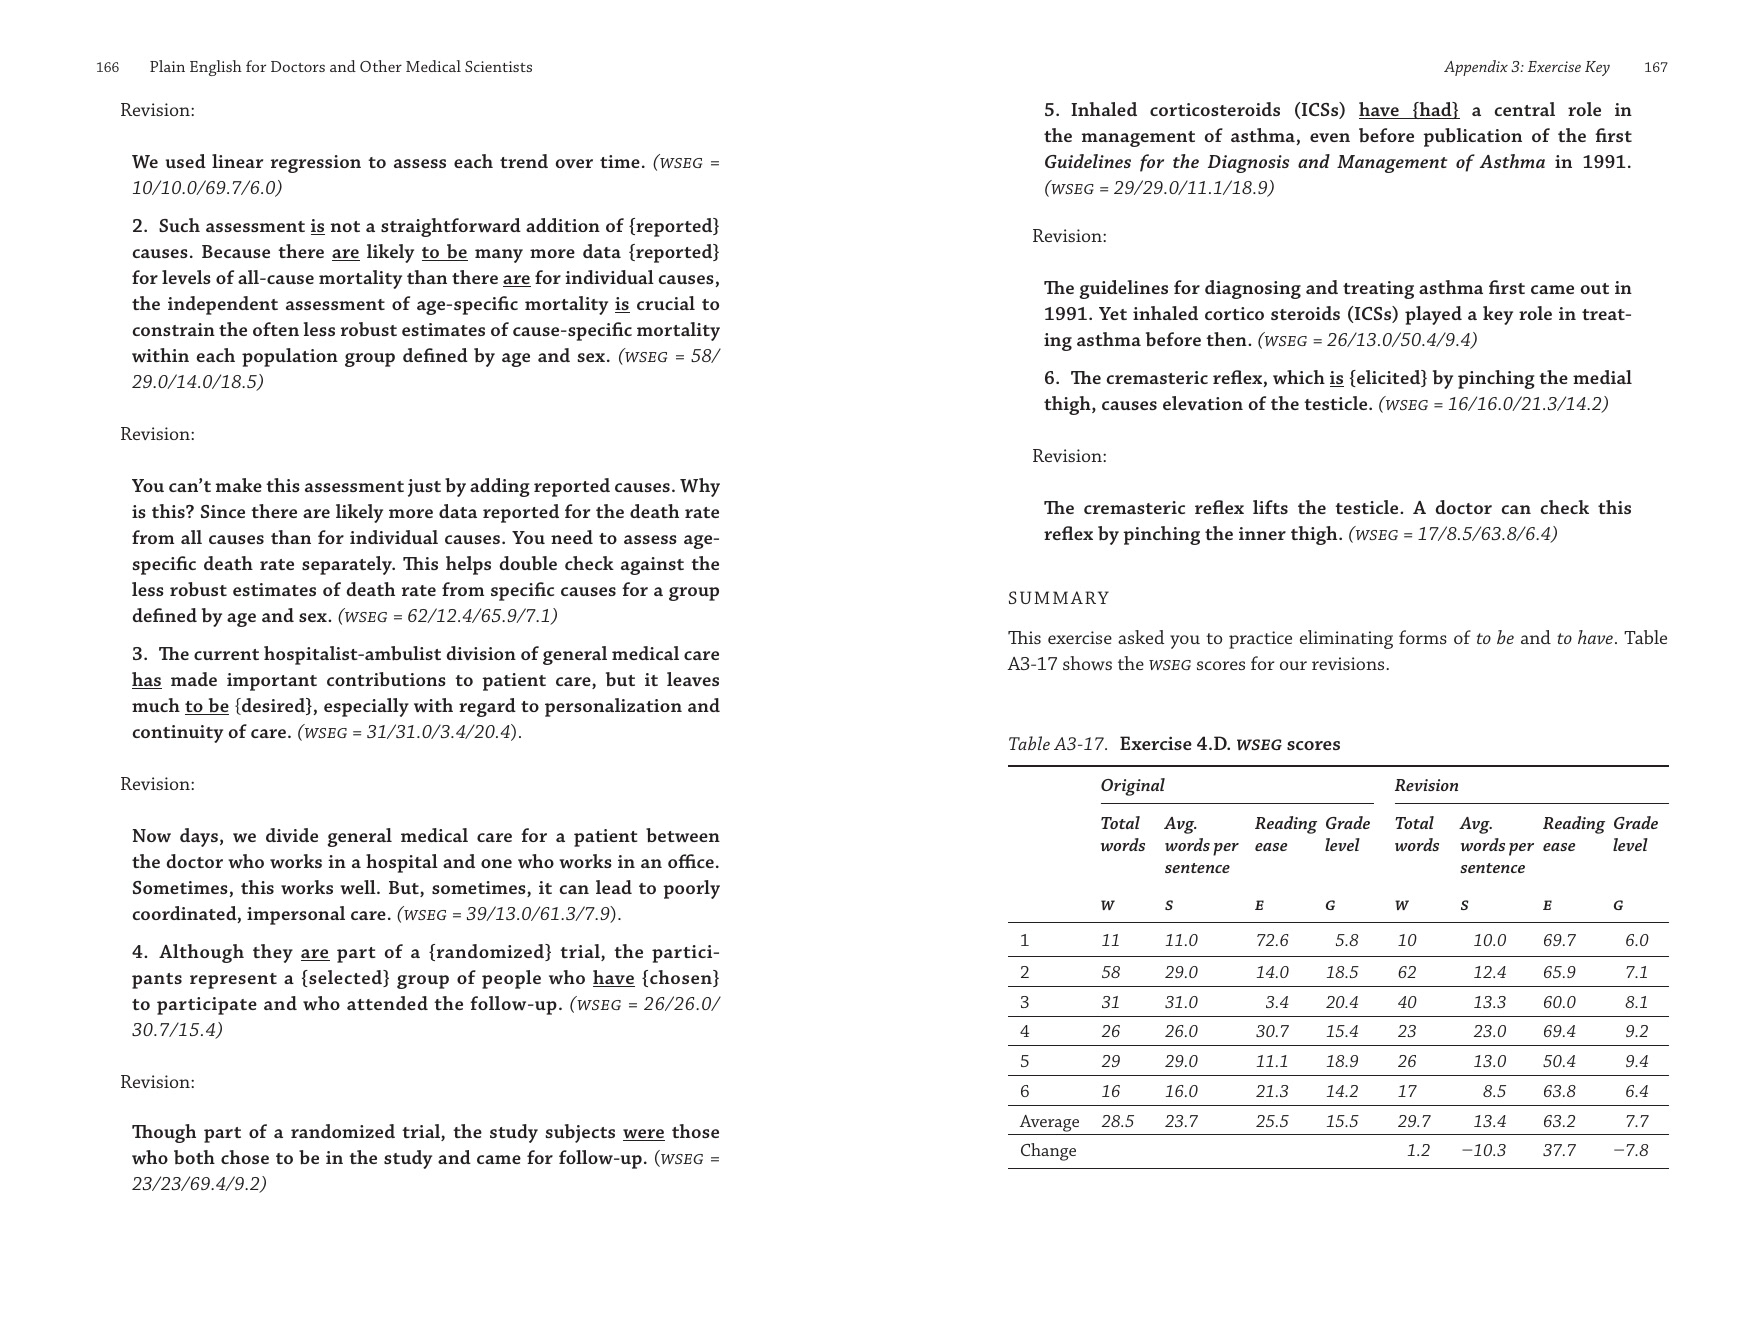 166 Plain English for Doctors and Other Medical Scientists
Revision:
We used linear regression to assess each trend over time. (WSEG =
10/10.0/69.7/6.0)
2. Such assessment is not a straightforward addition of {reported}
causes. Because there are likely to be many more data {reported}
for levels of all-cause mortality than there are for individual causes,
the independent assessment of age-specific mortality is crucial to
constrain the often less robust estimates of cause-specific mortality
within each population group defined by age and sex. (WSEG = 58/
29.0/14.0/18.5)
Revision:
You can’t make this assessment just by adding reported causes. Why
is this? Since there are likely more data reported for the death rate
from all causes than for individual causes. You need to assess age-
specific death rate separately. This helps double check against the
less robust estimates of death rate from specific causes for a group
defined by age and sex. (WSEG = 62/12.4/65.9/7.1)
3. The current hospitalist-ambulist division of general medical care
has made important contributions to patient care, but it leaves
much to be {desired}, especially with regard to personalization and
continuity of care. (WSEG = 31/31.0/3.4/20.4).
Revision:
Now days, we divide general medical care for a patient between
the doctor who works in a hospital and one who works in an office.
Sometimes, this works well. But, sometimes, it can lead to poorly
coordinated, impersonal care. (WSEG = 39/13.0/61.3/7.9).
4. Although they are part of a {randomized} trial, the partici-
pants represent a {selected} group of people who have {chosen}
to participate and who attended the follow-up. (WSEG = 26/26.0/
30.7/15.4)
Revision:
Though part of a randomized trial, the study subjects were those
who both chose to be in the study and came for follow-up. (WSEG =
23/23/69.4/9.2)
Appendix 3: Exercise Key 167
5. Inhaled corticosteroids (ICSs) have {had} a central role in
the management of asthma, even before publication of the first
Guidelines for the Diagnosis and Management of Asthma in 1991.
(WSEG = 29/29.0/11.1/18.9)
Revision:
The guidelines for diagnosing and treating asthma first came out in
1991. Yet inhaled cortico steroids (ICSs) played a key role in treat-
ing asthma before then. (WSEG = 26/13.0/50.4/9.4)
6. The cremasteric reflex, which is {elicited} by pinching the medial
thigh, causes elevation of the testicle. (WSEG = 16/16.0/21.3/14.2)
Revision:
The cremasteric reflex lifts the testicle. A doctor can check this
reflex by pinching the inner thigh. (WSEG = 17/8.5/63.8/6.4)
SUMMARY
This exercise asked you to practice eliminating forms of to be and to have. Table
A3-17 shows the WSEG scores for our revisions.
Table A3-17. Exercise 4.D. WSEG scores
Original Revision
Total Avg. Reading Grade Total Avg. Reading Grade
words words per ease level words words per ease level
sentence sentence
W S E G W S E G
1 11 11.0 72.6 5.8 10 10.0 69.7 6.0
2 58 29.0 14.0 18.5 62 12.4 65.9 7.1
3 31 31.0 3.4 20.4 40 13.3 60.0 8.1
4 26 26.0 30.7 15.4 23 23.0 69.4 9.2
5 29 29.0 11.1 18.9 26 13.0 50.4 9.4
6 16 16.0 21.3 14.2 17 8.5 63.8 6.4
Average 28.5 23.7 25.5 15.5 29.7 13.4 63.2 7.7
Change 1.2 −10.3 37.7 −7.8